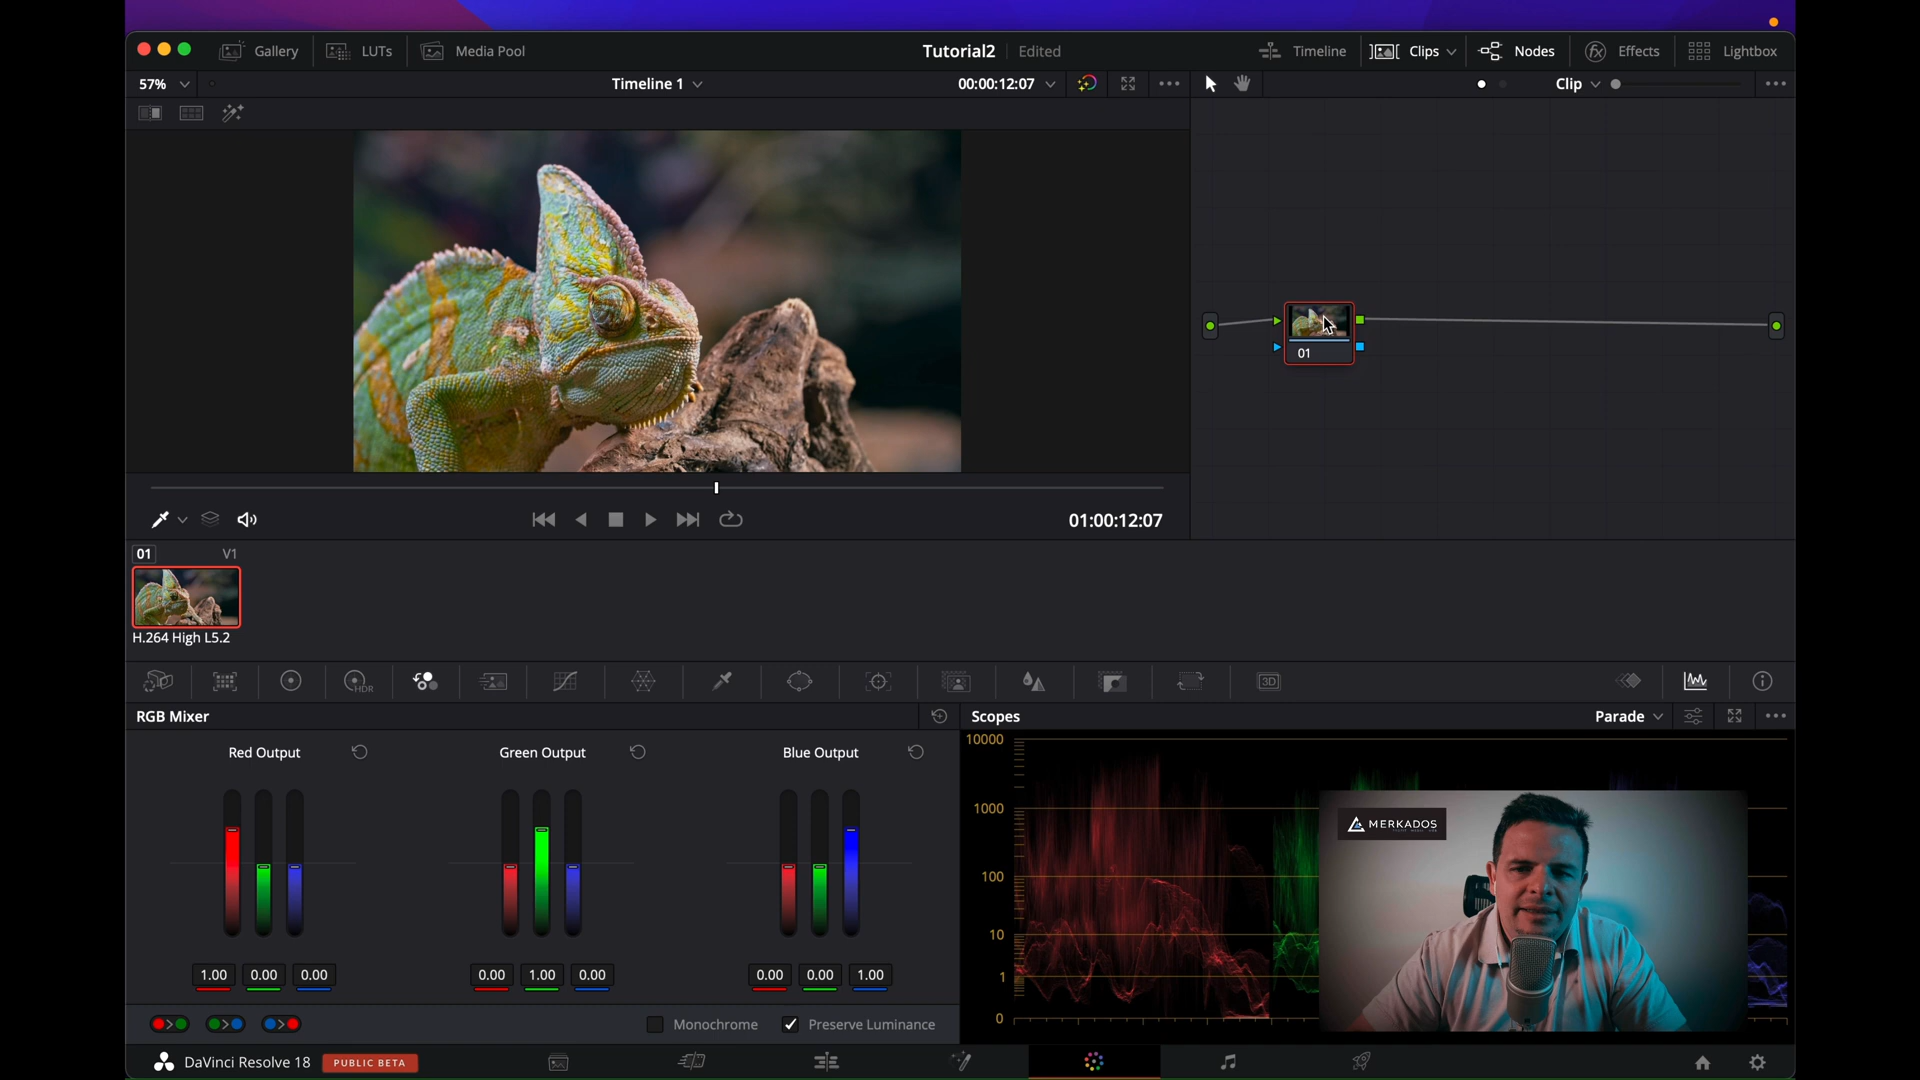 Gallery
LUTs
Media Pool
Tutorial2
Edited
Timeline
Clips
Nodes
Effects
Lightbox
57%
Timeline 1
00:00:12:07
Clip
01
01:00:12:07
01
V1
H.264 High L5.2
HDR
3D
RGB Mixer
Scopes
Parade
Red Output
Green Output
Blue Output
10000
1000
100
10
1
0
MERKADOS
1.00
0.00
0.00
0.00
1.00
0.00
0.00
0.00
1.00
Monochrome
Preserve Luminance
DaVinci Resolve 18
PUBLIC BETA